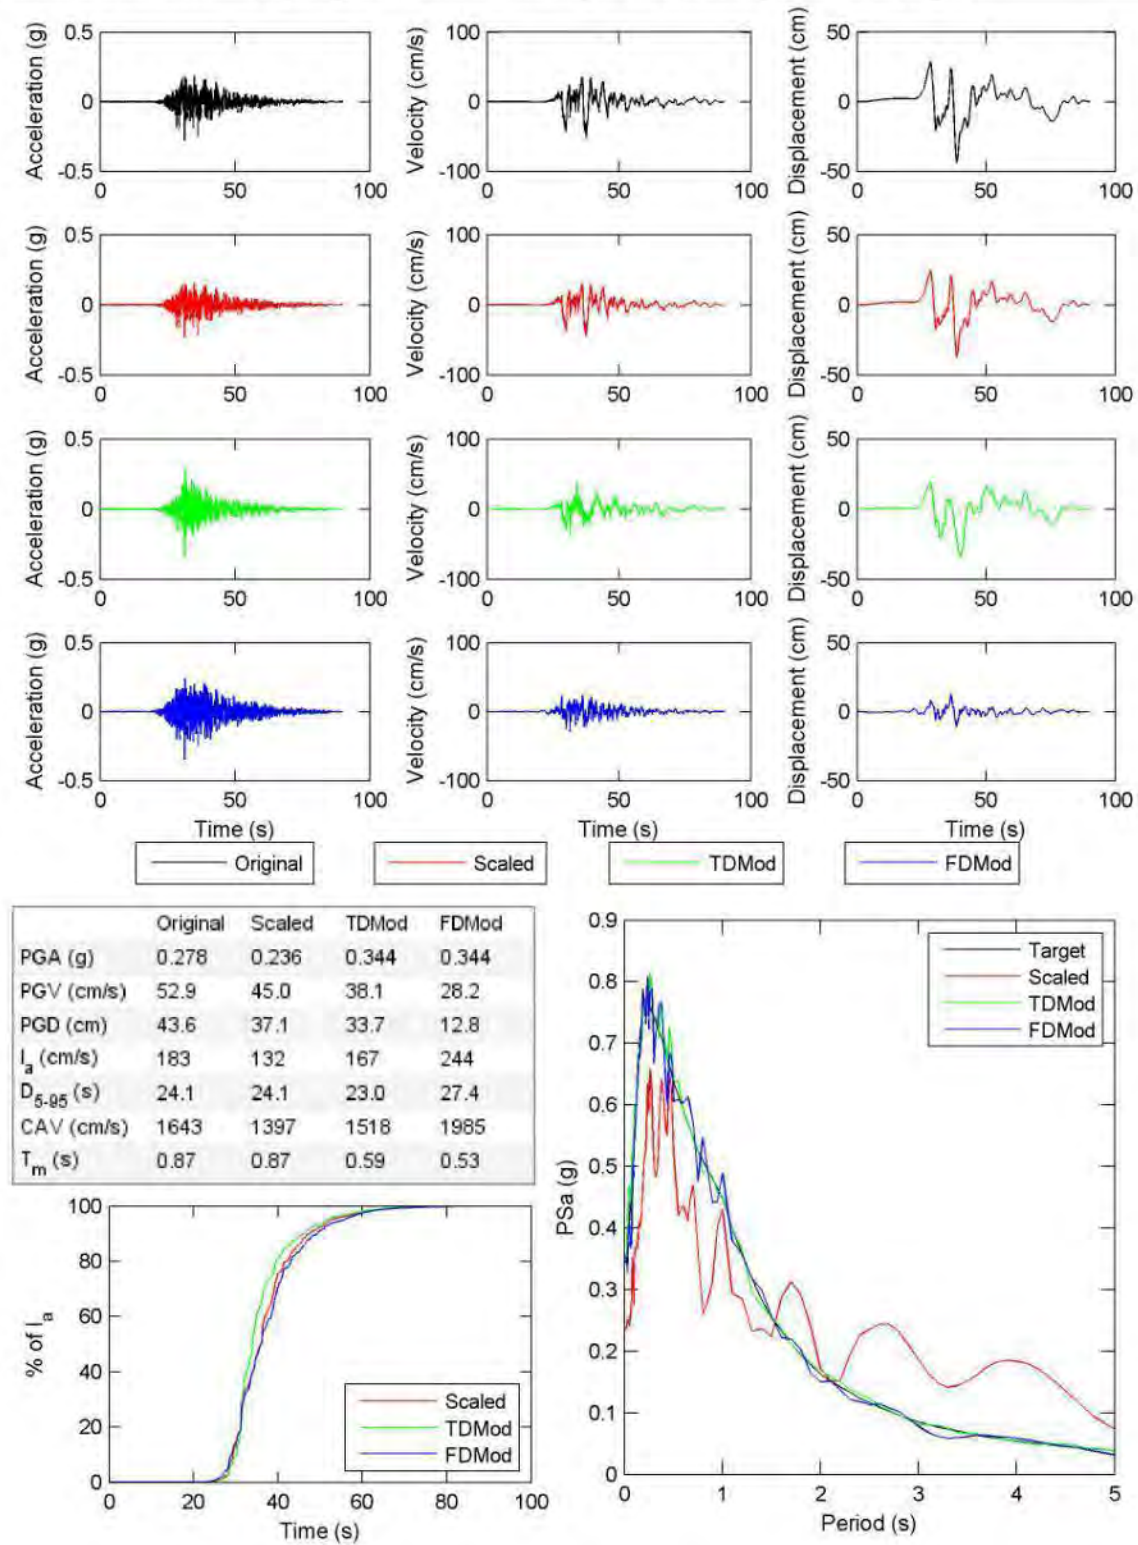 Acceleration (g)
0.5
0
-0.5
0
50
100
Velocity (cm/s)
100
0
-100
0
50
100
Displacement (cm)
50
0
-50
0
50
100
Acceleration (g)
0.5
0
-0.5
0
50
100
Velocity (cm/s)
100
0
-100
0
50
100
Displacement (cm)
50
0
-50
0
50
100
Acceleration (g)
0.5
0
-0.5
0
50
100
Velocity (cm/s)
100
0
-100
0
50
100
Displacement (cm)
50
0
-50
0
50
100
Acceleration (g)
0.5
0
-0.5
0
50
100
Time (s)
Velocity (cm/s)
100
0
-100
0
50
100
Time (s)
Displacement (cm)
50
0
-50
0
50
100
Time (s)
Original
Scaled
TDMod
FDMod
Original Scaled TDMod FDMod
PGA (g) 0.278 0.236 0.344 0.344
PGV (cm/s) 52.9 45.0 38.1 28.2
PGD (cm) 43.6 37.1 33.7 12.8
I_a (cm/s) 183 132 167 244
D_5-95 (s) 24.1 24.1 23.0 27.4
CAV (cm/s) 1643 1397 1518 1985
T_m (s) 0.87 0.87 0.59 0.53
% of I_a
100
80
60
40
20
0
0
20
40
60
80
100
Time (s)
Scaled
TDMod
FDMod
PSa (g)
0.9
0.8
0.7
0.6
0.5
0.4
0.3
0.2
0.1
0
0
1
2
3
4
5
Period (s)
Target
Scaled
TDMod
FDMod